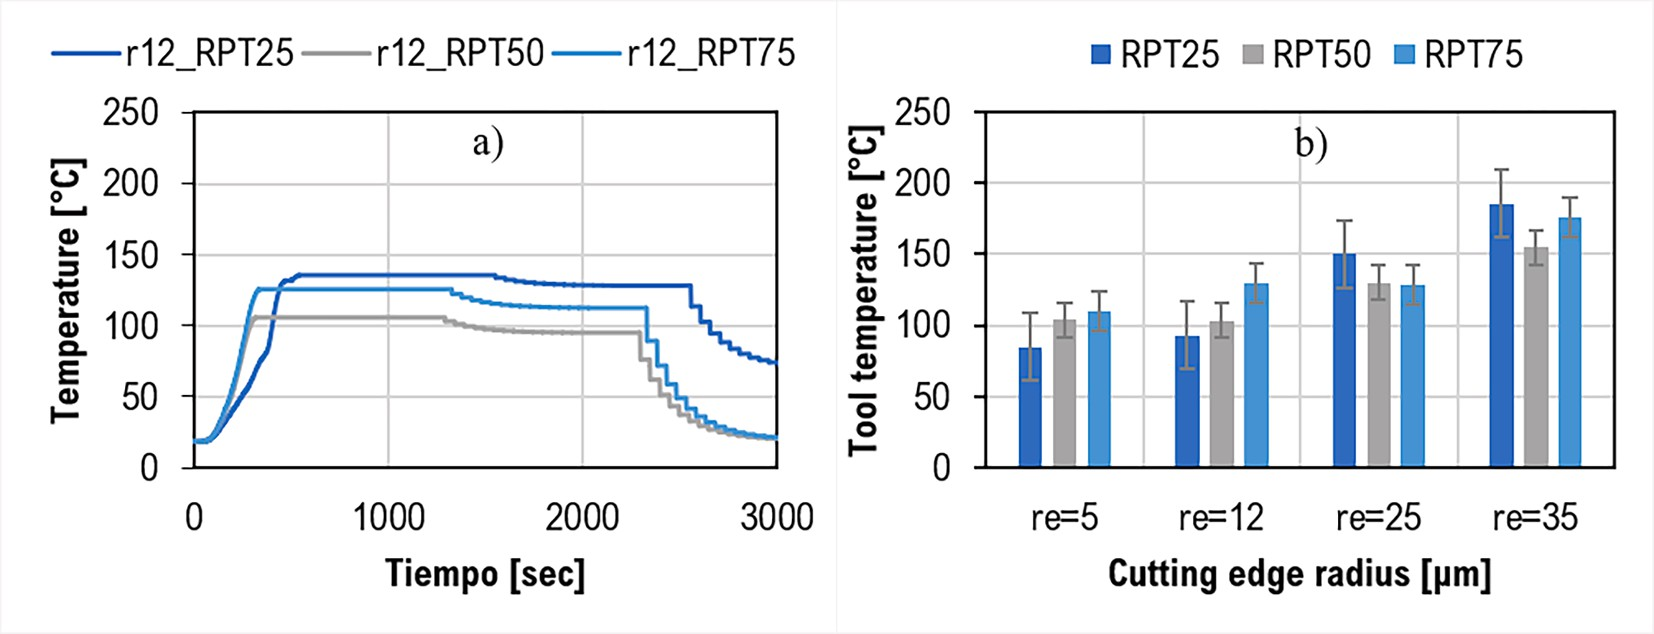 r12_RPT25 r12_RPT50 r12_RPT75
a)
Temperature [°C]
250
200
150
100
50
0
0 1000 2000 3000
Tiempo [sec]
RPT25 RPT50 RPT75
b)
Tool temperature [°C]
250
200
150
100
50
0
re=5 re=12 re=25 re=35
Cutting edge radius [µm]